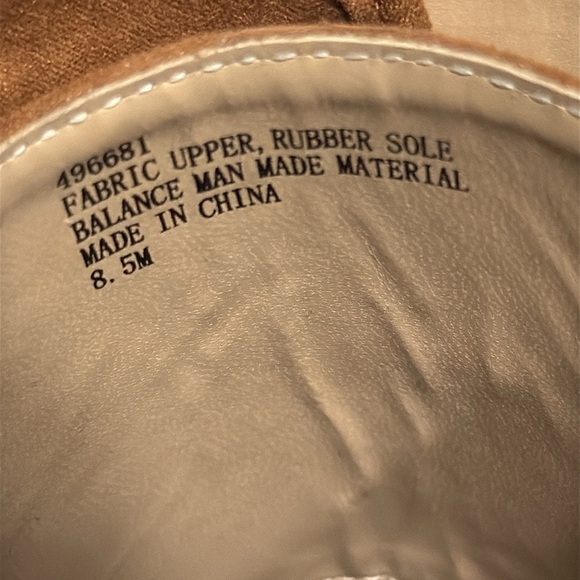 496681
FABRIC UPPER, RUBBER SOLE
BALANCE MAN MADE MATERIAL
MADE IN CHINA
8.5M